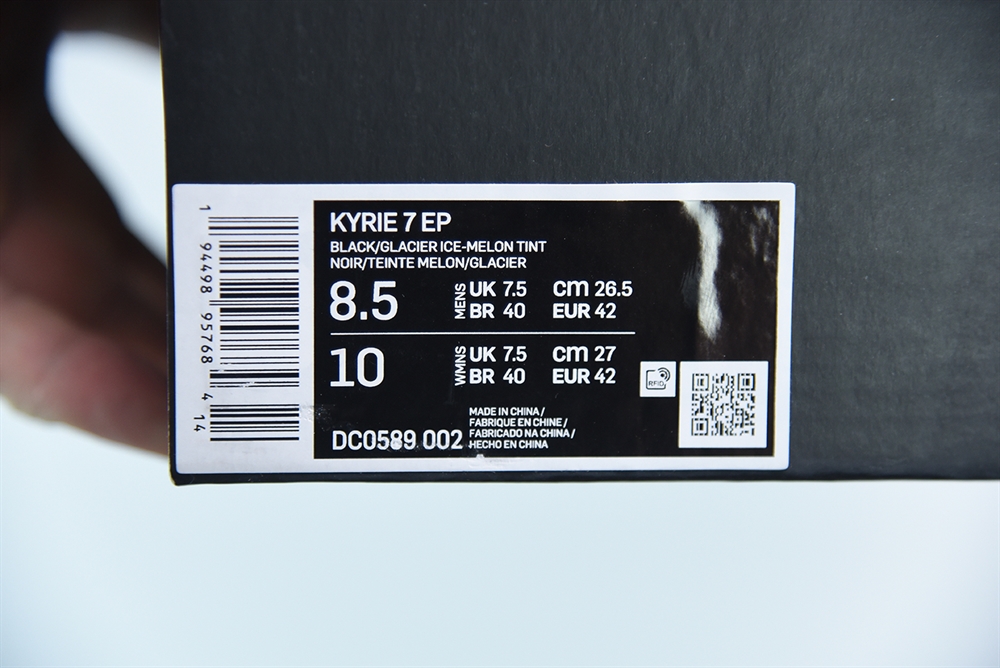 KYRIE 7 EP
BLACK/GLACIER ICE-MELON TINT
NOIR/TEINTE MELON/GLACIER
8.5 MENS UK 7.5 cm 26.5
BR 40 EUR 42
10 WMNS UK 7.5 cm 27
BR 40 EUR 42
RFID
MADE IN CHINA /
FABRIQUE EN CHINE /
FABRICADO NA CHINA /
HECHO EN CHINA
DC0589 002
1 94498 95768 4 14